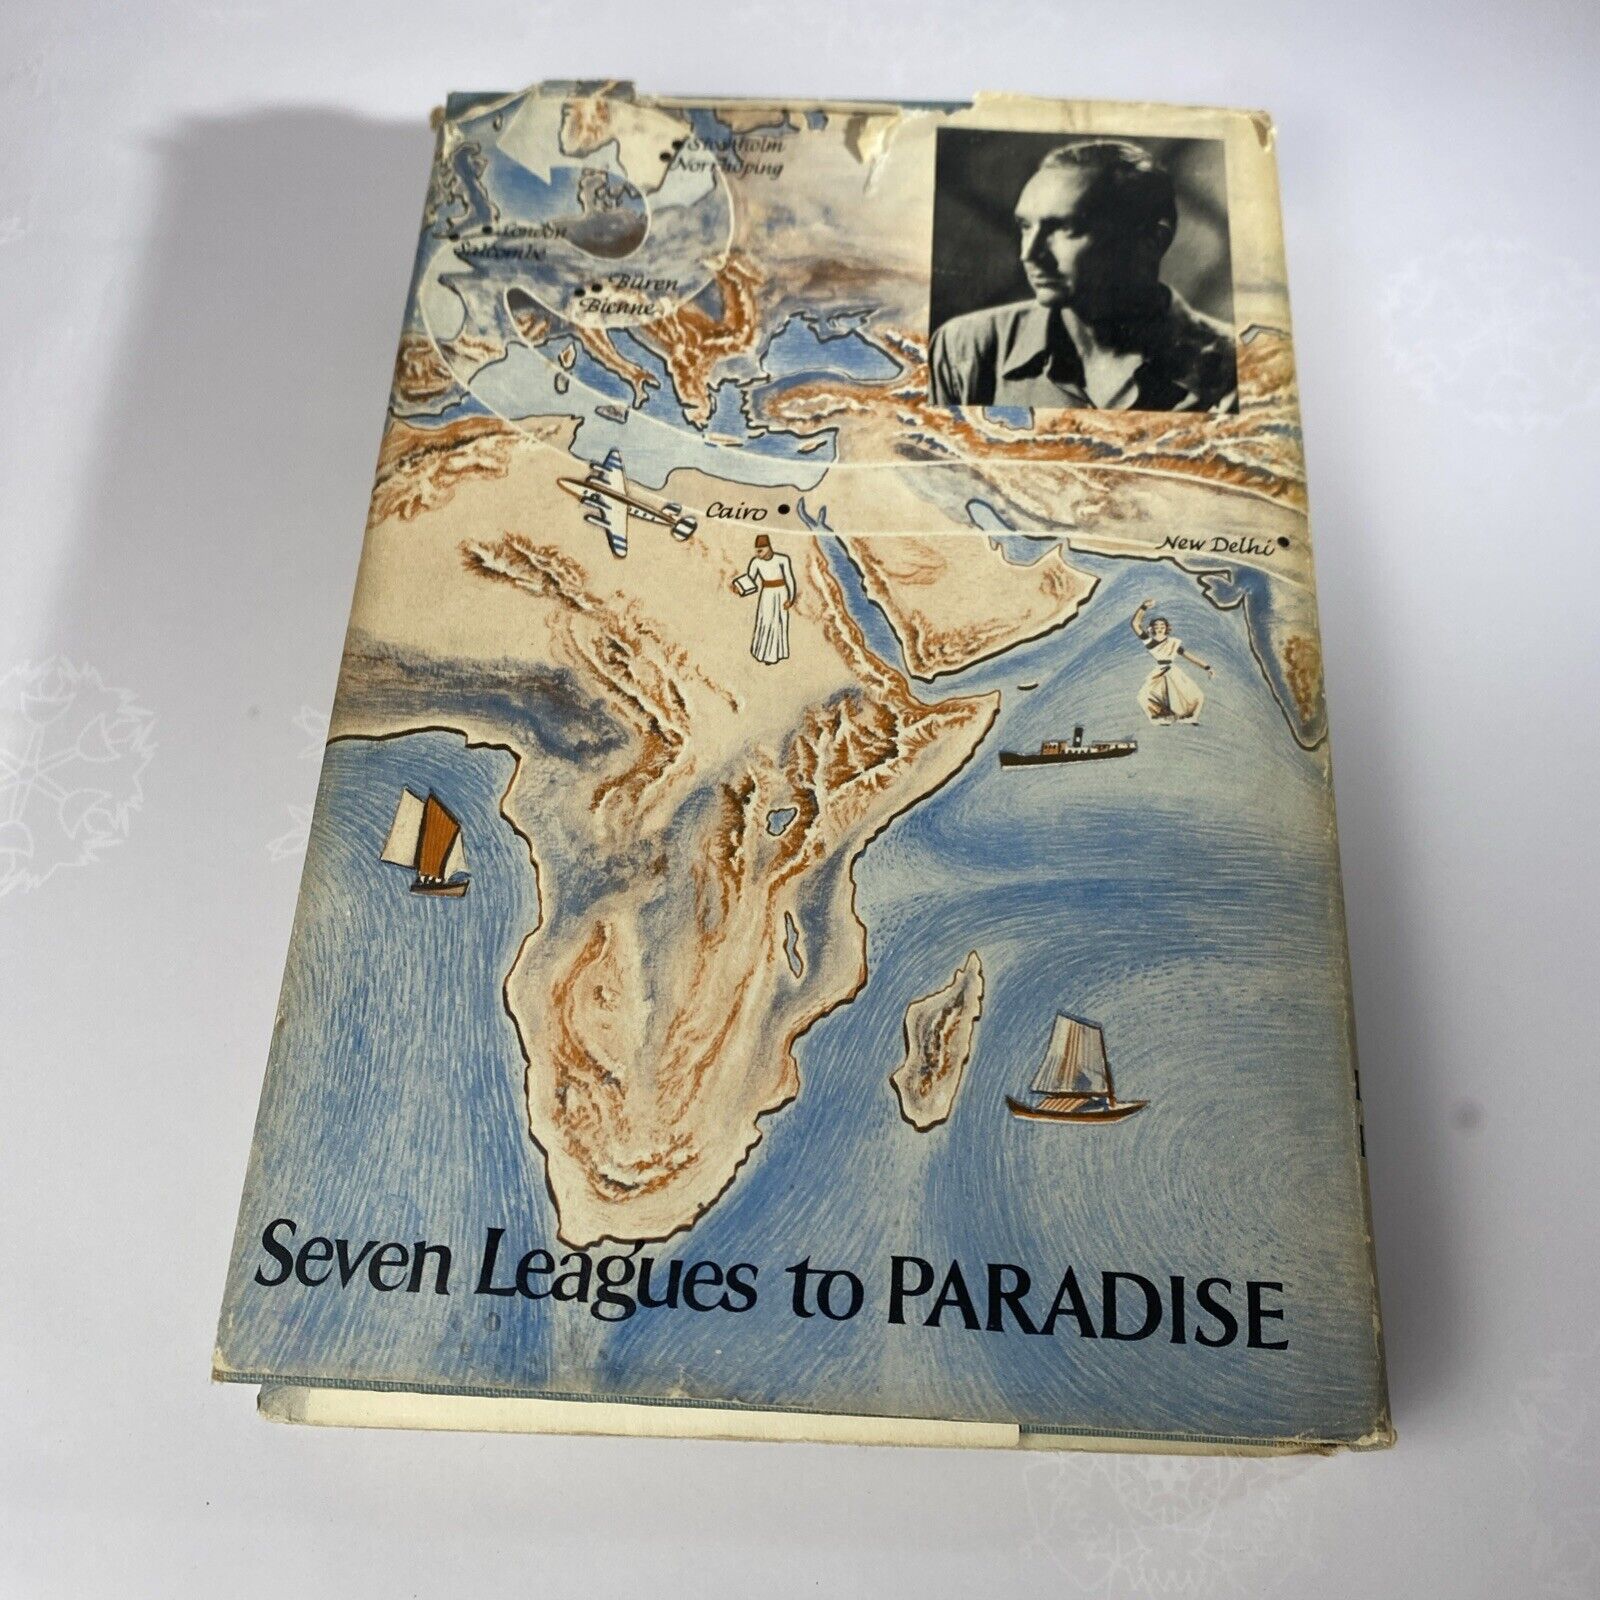 Stockholm
Norrköping
London
Salcombe
Büren
Bienne
Cairo
New Delhi
Seven Leagues to PARADISE